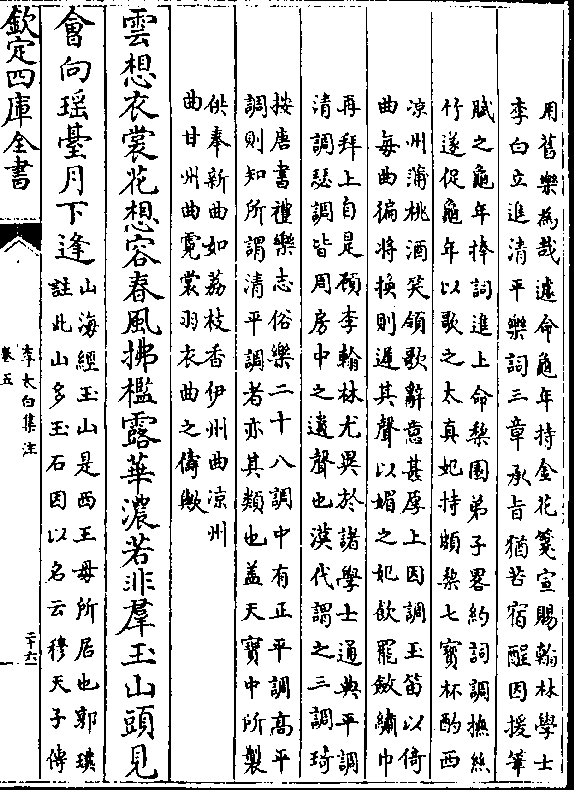 用舊樂為哉遽命龜年持金花箋宣賜翰林學士
李白立進清平樂詞三章承旨猶若宿酲因援筆
賦之龜年捧詞進上命棃園弟子畧約詞調撫絲
竹遂促龜年以歌之太真妃持頗棃七寶杯酌西
凉州蒲桃酒笑領歌辭意甚厚上因調玉笛以倚
曲每曲徧將換則遲其聲以媚之妃飲罷斂繡巾
再拜上自是顧李翰林尤異於諸學士通典平調
清調瑟調皆周房中之遺聲也漢代謂之三調琦
按唐書禮樂志俗樂二十八調中有正平調高平
調則知所謂清平調者亦其類也盖天寶中所製
供奉新曲如荔枝香伊州曲凉州
曲甘州曲霓裳羽衣曲之儔歟
雲想衣裳花想容春風拂檻露華濃若非羣玉山頭見
會向瑶臺月下逢
山海經玉山是西王母所居也郭璞
註此山多玉石因以名云穆天子傳
欽定四庫全書
李太白集注
卷五
二十六